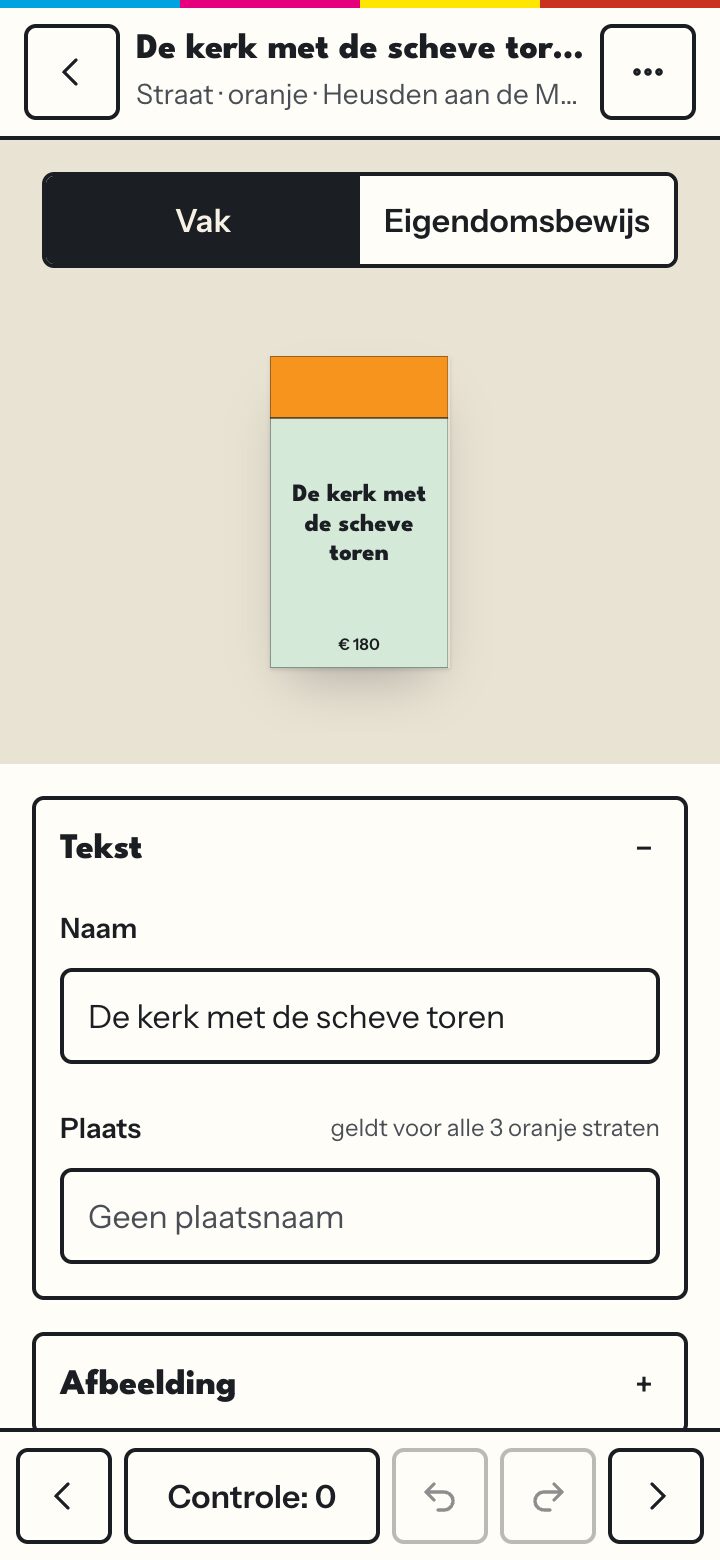 De kerk met de scheve tor...
Straat · oranje · Heusden aan de M...
Vak
Eigendomsbewijs
De kerk met
de scheve
toren
€ 180
Tekst
Naam
De kerk met de scheve toren
Plaats
geldt voor alle 3 oranje straten
Geen plaatsnaam
Afbeelding
Controle: 0